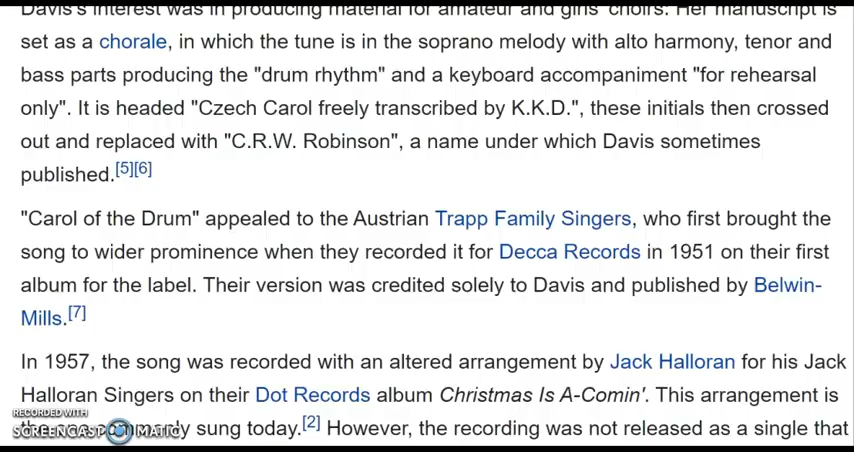 Davis's interest was in producing material for amateur and girls' choirs. Her manuscript is
set as a chorale, in which the tune is in the soprano melody with alto harmony, tenor and
bass parts producing the "drum rhythm" and a keyboard accompaniment "for rehearsal
only". It is headed "Czech Carol freely transcribed by K.K.D.", these initials then crossed
out and replaced with "C.R.W. Robinson", a name under which Davis sometimes
published.[5][6]
"Carol of the Drum" appealed to the Austrian Trapp Family Singers, who first brought the
song to wider prominence when they recorded it for Decca Records in 1951 on their first
album for the label. Their version was credited solely to Davis and published by Belwin-
Mills.[7]
In 1957, the song was recorded with an altered arrangement by Jack Halloran for his Jack
Halloran Singers on their Dot Records album Christmas Is A-Comin'. This arrangement is
RECORDED WITH
sung today.[2] However, the recording was not released as a single that
SCREENCAST MATIC